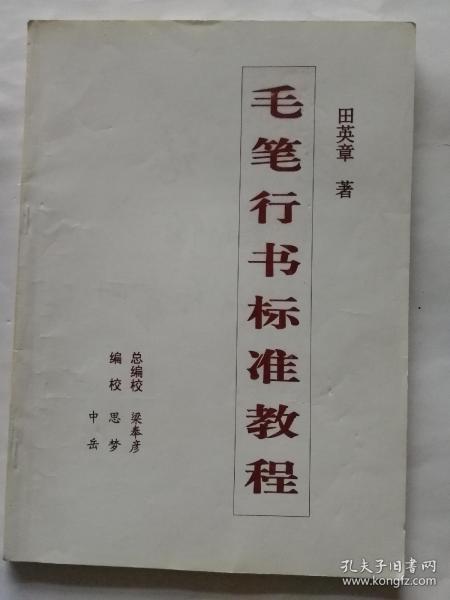 田英章 著
毛笔行书标准教程
总编校 梁奉彦
编校 思梦
中岳
孔夫子旧书网
www.kongfz.com